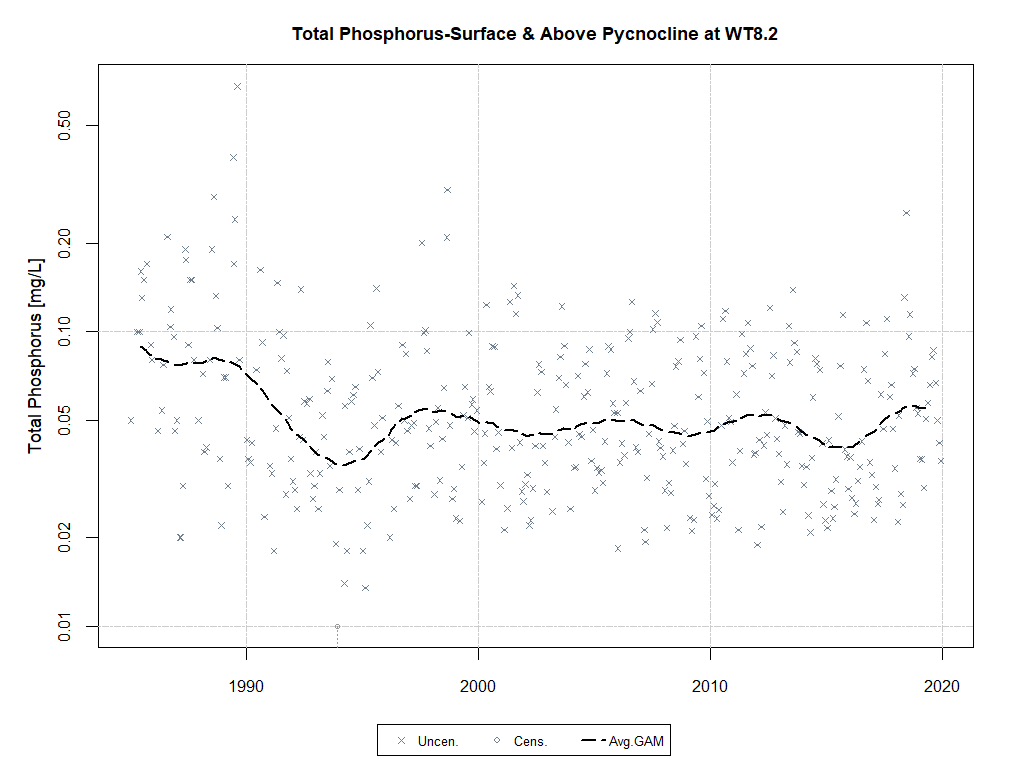 Total Phosphorus-Surface & Above Pycnocline at WT8.2
Total Phosphorus [mg/L]
0.50
0.20
0.10
0.05
0.02
0.01
1990 2000 2010 2020
Uncen. Cens. Avg.GAM